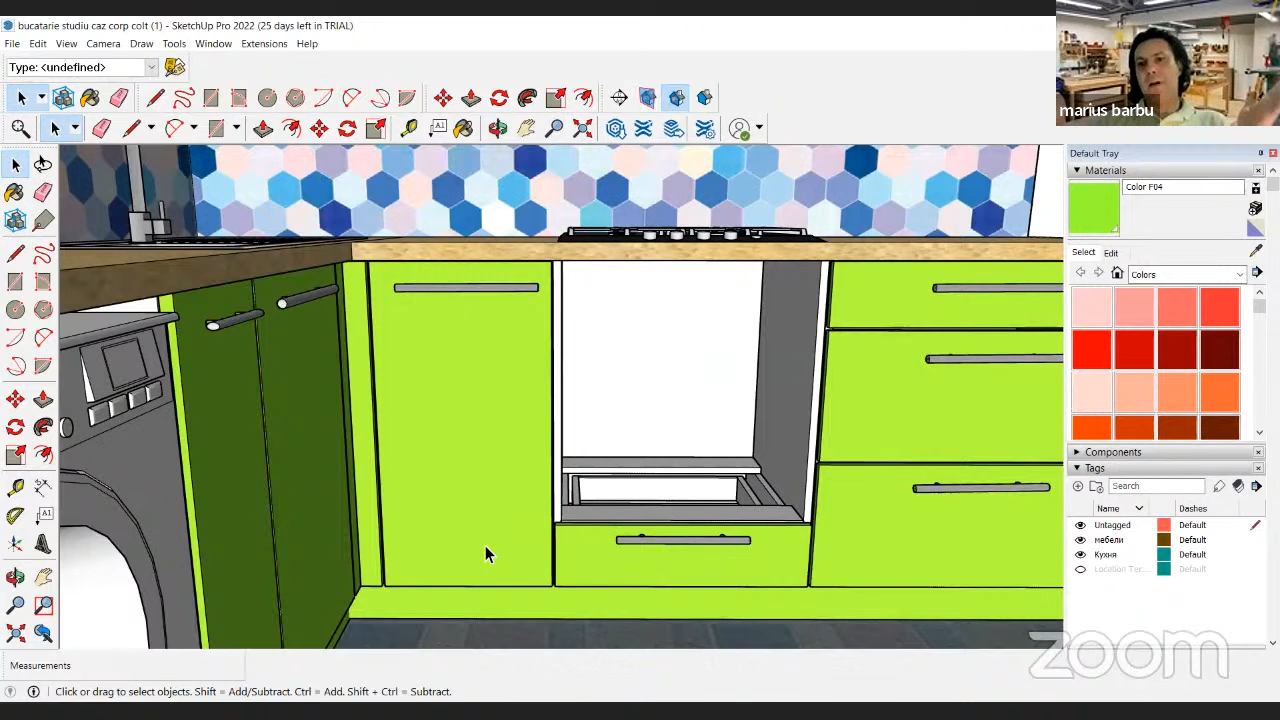 bucatarie studiu caz corp colt (1) - SketchUp Pro 2022 (25 days left in TRIAL)
File Edit View Camera Draw Tools Window Extensions Help
Type: <undefined>
marius barbu
Default Tray
Materials
Color F04
Select Edit
Colors
Components
Tags
Search
Name Dashes
Untagged Default
мебели Default
Кухня Default
Location Ter... Default
zoom
Measurements
Click or drag to select objects. Shift = Add/Subtract. Ctrl = Add. Shift + Ctrl = Subtract.